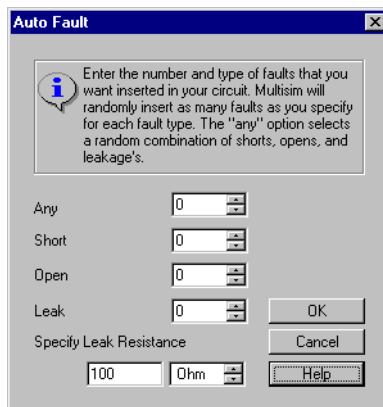 Auto Fault
Enter the number and type of faults that you
want inserted in your circuit. Multisim will
randomly insert as many faults as you specify
for each fault type. The "any" option selects
a random combination of shorts, opens, and
leakage's.
Any 0
Short 0
Open 0
Leak 0 OK
Specify Leak Resistance Cancel
100 Ohm Help